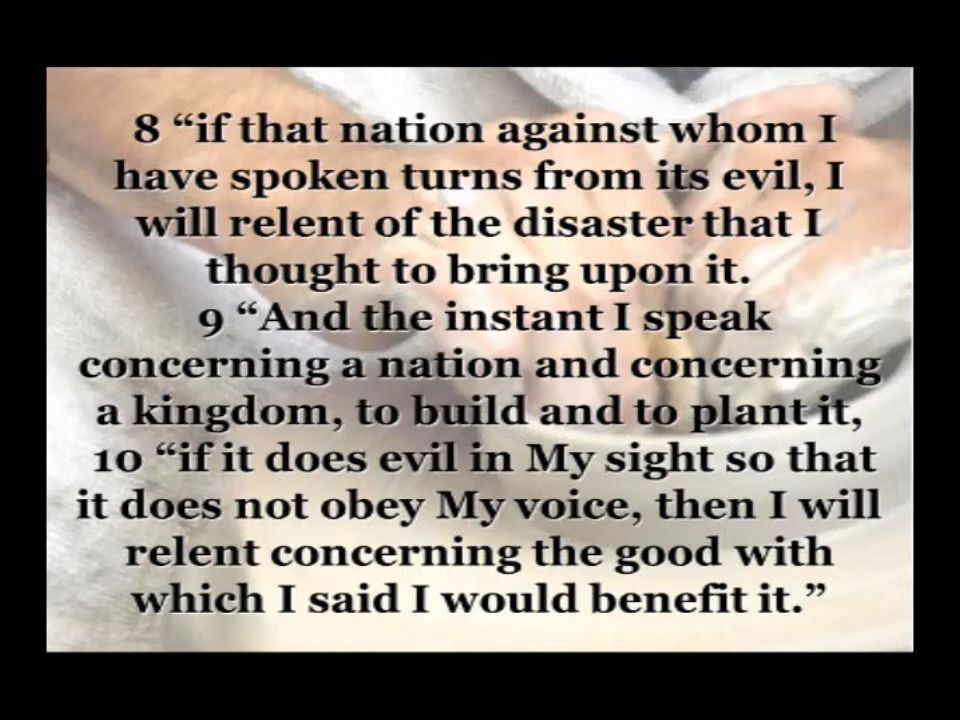 8 “if that nation against whom I
have spoken turns from its evil, I
will relent of the disaster that I
thought to bring upon it.
9 “And the instant I speak
concerning a nation and concerning
a kingdom, to build and to plant it,
10 “if it does evil in My sight so that
it does not obey My voice, then I will
relent concerning the good with
which I said I would benefit it.”